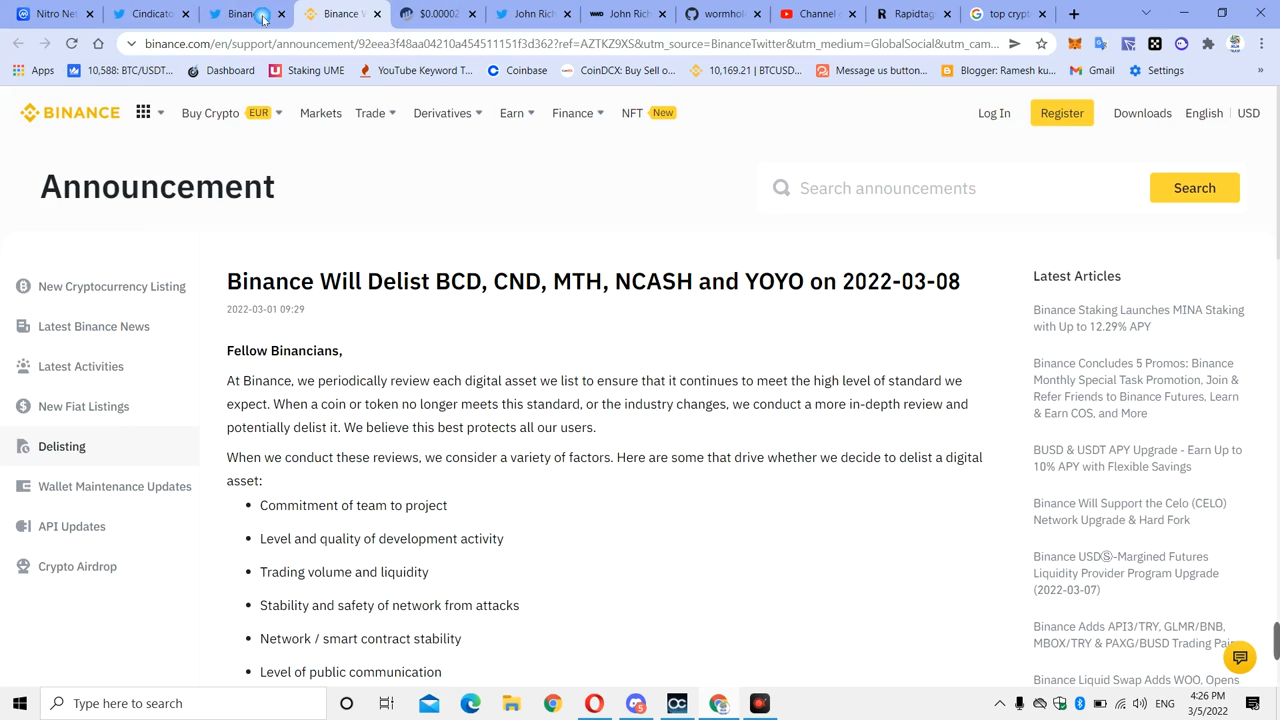 Nitro Netw
Twitter
Twitter
Binance W
$0.00002
John Rich
WWD John Rich
wormhole
Channel c
R Rapidtags
top crypt
binance.com/en/support/announcement/92eea3f48aa04210a454511151f3d362?ref=AZTKZ9XS&utm_source=BinanceTwitter&utm_medium=GlobalSocial&utm_cam...
Apps
10,588: BTC/USDT...
Dashboard
Staking UME
YouTube Keyword T...
Coinbase
CoinDCX: Buy Sell o...
10,169.21 | BTCUSD...
Message us button...
Blogger: Ramesh ku...
Gmail
Settings
BINANCE
Buy Crypto EUR
Markets
Trade
Derivatives
Earn
Finance
NFT New
Log In
Register
Downloads
English
USD
Announcement
Search announcements
Search
New Cryptocurrency Listing
Latest Binance News
Latest Activities
New Fiat Listings
Delisting
Wallet Maintenance Updates
API Updates
Crypto Airdrop
Binance Will Delist BCD, CND, MTH, NCASH and YOYO on 2022-03-08
2022-03-01 09:29
Fellow Binancians,
At Binance, we periodically review each digital asset we list to ensure that it continues to meet the high level of standard we
expect. When a coin or token no longer meets this standard, or the industry changes, we conduct a more in-depth review and
potentially delist it. We believe this best protects all our users.
When we conduct these reviews, we consider a variety of factors. Here are some that drive whether we decide to delist a digital
asset:
• Commitment of team to project
• Level and quality of development activity
• Trading volume and liquidity
• Stability and safety of network from attacks
• Network / smart contract stability
• Level of public communication
Latest Articles
Binance Staking Launches MINA Staking
with Up to 12.29% APY
Binance Concludes 5 Promos: Binance
Monthly Special Task Promotion, Join &
Refer Friends to Binance Futures, Learn
& Earn COS, and More
BUSD & USDT APY Upgrade - Earn Up to
10% APY with Flexible Savings
Binance Will Support the Celo (CELO)
Network Upgrade & Hard Fork
Binance USDⓈ-Margined Futures
Liquidity Provider Program Upgrade
(2022-03-07)
Binance Adds API3/TRY, GLMR/BNB,
MBOX/TRY & PAXG/BUSD Trading Pai
Binance Liquid Swap Adds WOO, Opens
Type here to search
ENG
4:26 PM
3/5/2022